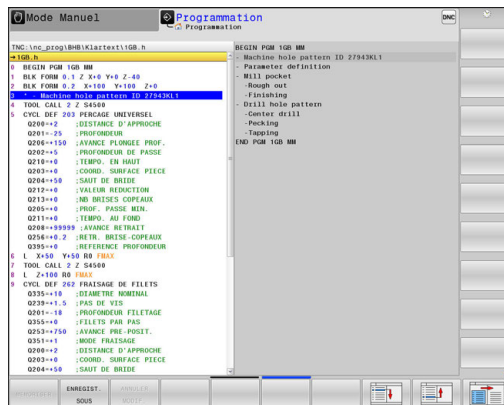 Mode Manuel
Programmation
Programmation
DNC
TNC:\nc_prog\BHB\Klartext\1GB.h
→1GB.h
0 BEGIN PGM 1GB MM
1 BLK FORM 0.1 Z X+0 Y+0 Z-40
2 BLK FORM 0.2 X+100 Y+100 Z+0
3 * - Machine hole pattern ID 27943KL1
4 TOOL CALL 2 Z S4500
5 CYCL DEF 203 PERCAGE UNIVERSEL
Q200=+2 ;DISTANCE D'APPROCHE
Q201=-25 ;PROFONDEUR
Q206=+150 ;AVANCE PLONGEE PROF.
Q202=+5 ;PROFONDEUR DE PASSE
Q210=+0 ;TEMPO. EN HAUT
Q203=+0 ;COORD. SURFACE PIECE
Q204=+50 ;SAUT DE BRIDE
Q212=+0 ;VALEUR REDUCTION
Q213=+0 ;NB BRISES COPEAUX
Q205=+0 ;PROF. PASSE MIN.
Q211=+0 ;TEMPO. AU FOND
Q208=+99999 ;AVANCE RETRAIT
Q256=+0.2 ;RETR. BRISE-COPEAUX
Q395=+0 ;REFERENCE PROFONDEUR
6 L X+50 Y+50 R0 FMAX
7 TOOL CALL 2 Z S4500
8 L Z+100 R0 FMAX
9 CYCL DEF 262 FRAISAGE DE FILETS
Q335=+10 ;DIAMETRE NOMINAL
Q239=+1.5 ;PAS DE VIS
Q201=-18 ;PROFONDEUR FILETAGE
Q355=+0 ;FILETS PAR PAS
Q253=+750 ;AVANCE PRE-POSIT.
Q351=+1 ;MODE FRAISAGE
Q200=+2 ;DISTANCE D'APPROCHE
Q203=+0 ;COORD. SURFACE PIECE
Q204=+50 ;SAUT DE BRIDE
BEGIN PGM 1GB MM
- Machine hole pattern ID 27943KL1
- Parameter definition
- Mill pocket
-Rough out
-Finishing
- Drill hole pattern
-Center drill
-Pecking
-Tapping
END PGM 1GB MM
ENREGIST.
SOUS
ANNULER
MODIF.